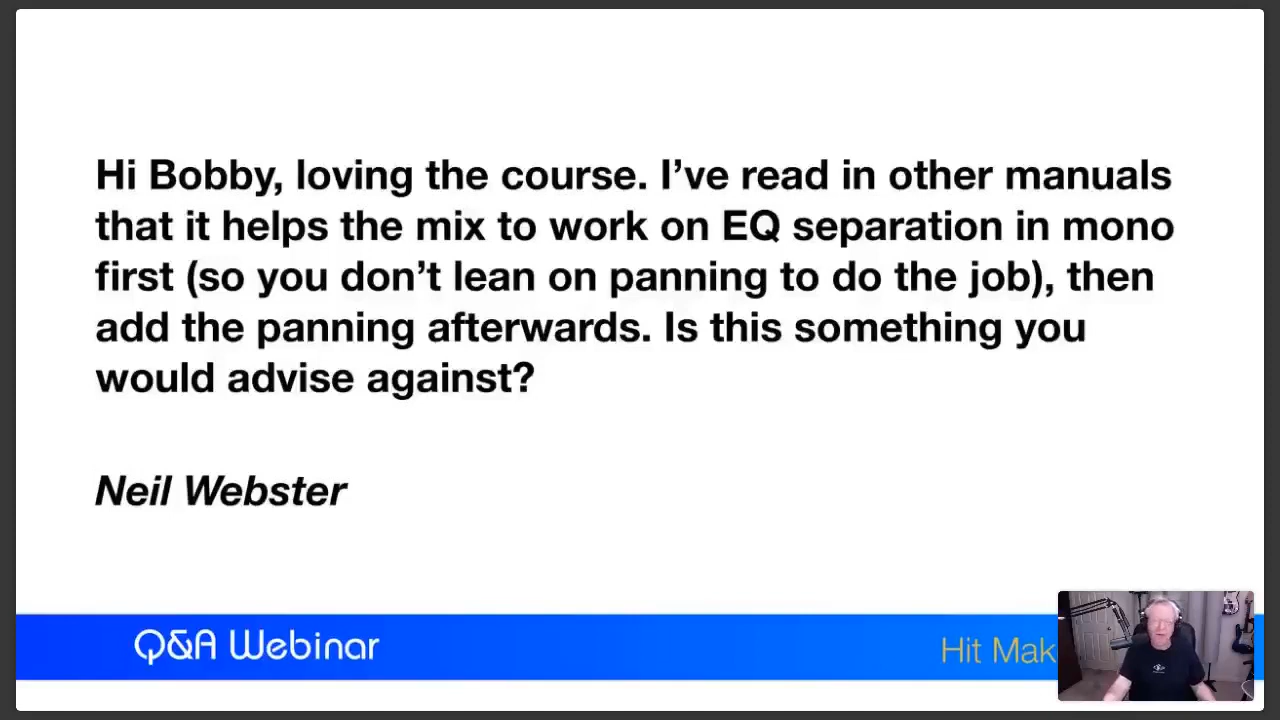 Hi Bobby, loving the course. I’ve read in other manuals
that it helps the mix to work on EQ separation in mono
first (so you don’t lean on panning to do the job), then
add the panning afterwards. Is this something you
would advise against?
Neil Webster
Q&A Webinar
Hit Mak